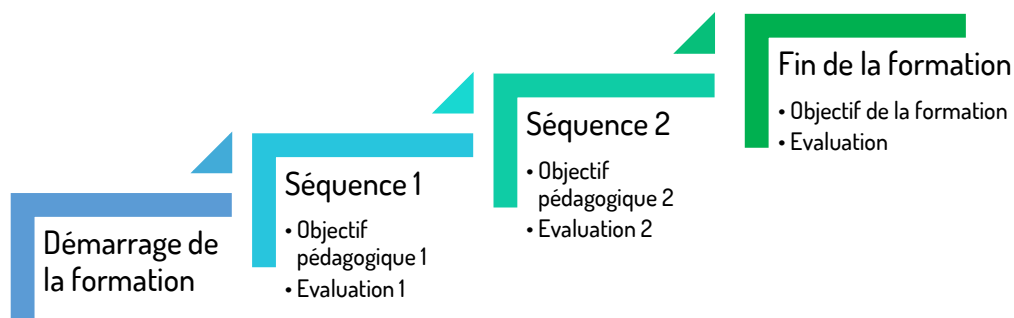 Démarrage de
la formation
Séquence 1
• Objectif
pédagogique 1
• Evaluation 1
Séquence 2
• Objectif
pédagogique 2
• Evaluation 2
Fin de la formation
• Objectif de la formation
• Evaluation